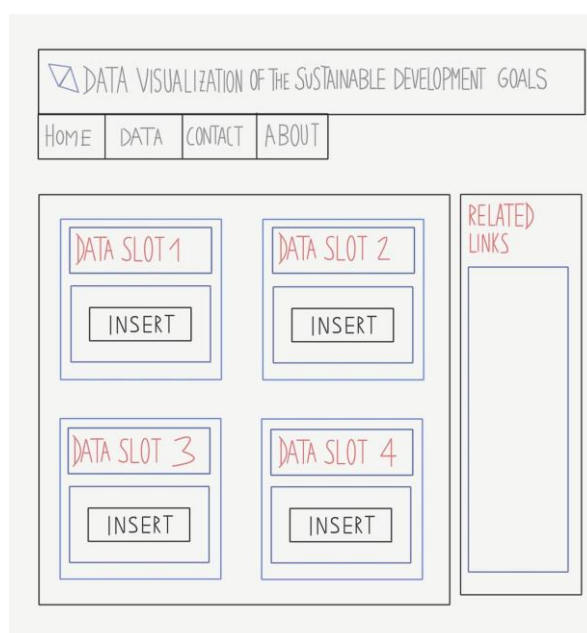 DATA VISUALIZATION OF THE SUSTAINABLE DEVELOPMENT GOALS
HOME DATA CONTACT ABOUT
DATA SLOT 1
INSERT
DATA SLOT 2
INSERT
DATA SLOT 3
INSERT
DATA SLOT 4
INSERT
RELATED
LINKS